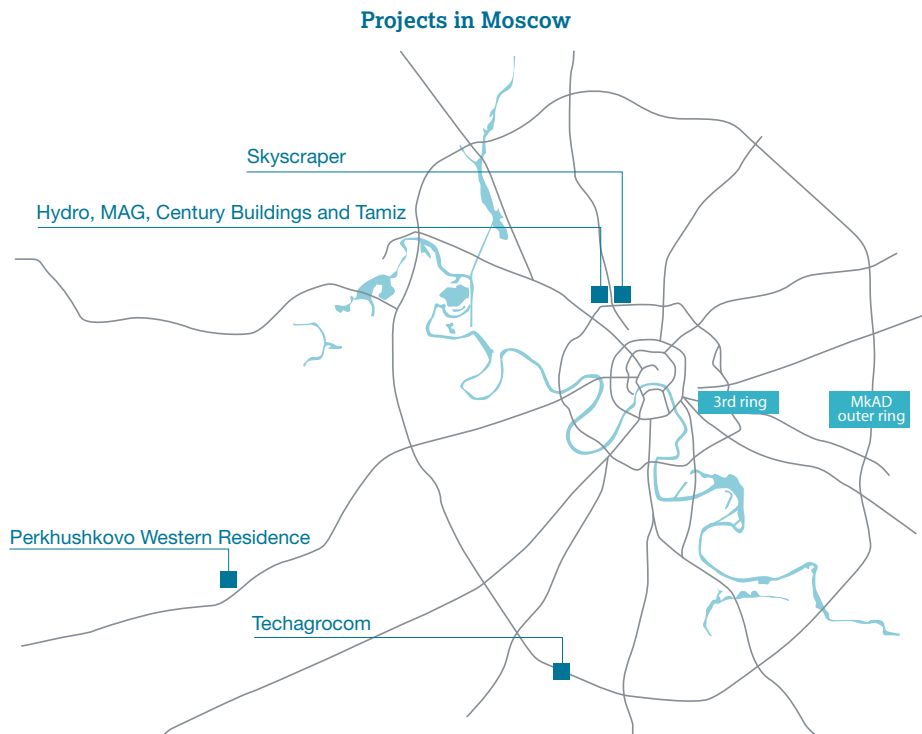 Projects in Moscow
Skyscraper
Hydro, MAG, Century Buildings and Tamiz
3rd ring
MkAD
outer ring
Perkhushkovo Western Residence
Techagrocom